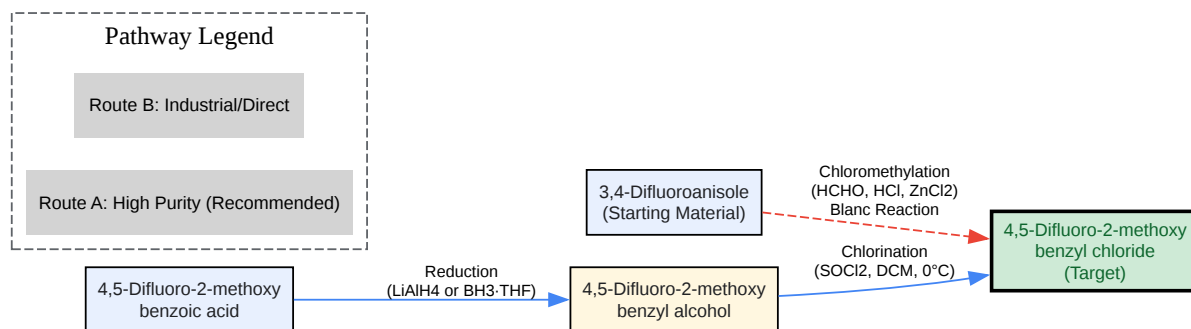 Pathway Legend
Route B: Industrial/Direct
Route A: High Purity (Recommended)
3,4-Difluoroanisole
(Starting Material)
Chloromethylation
(HCHO, HCl, ZnCl2)
Blanc Reaction
4,5-Difluoro-2-methoxy
benzoic acid
Reduction
(LiAlH4 or BH3·THF)
4,5-Difluoro-2-methoxy
benzyl alcohol
Chlorination
(SOCl2, DCM, 0°C)
4,5-Difluoro-2-methoxy
benzyl chloride
(Target)